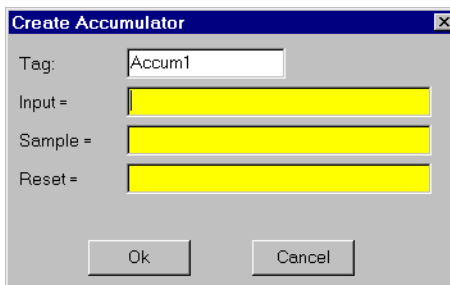 Create Accumulator
Tag: Accum1
Input =
Sample =
Reset =
Ok Cancel